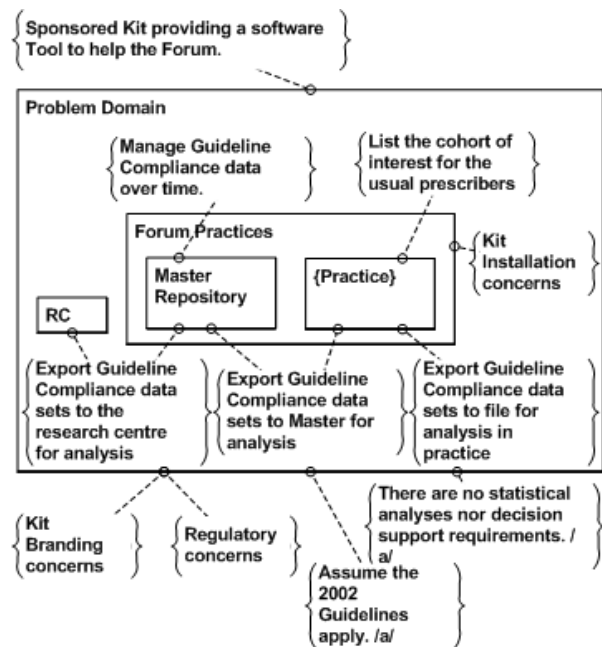 Sponsored Kit providing a software
Tool to help the Forum.
Problem Domain
Manage Guideline
Compliance data
over time.
List the cohort of
interest for the
usual prescribers
Forum Practices
Kit
Installation
concerns
Master
Repository
{Practice}
RC
Export Guideline
Compliance data
sets to the
research centre
for analysis
Export Guideline
Compliance data
sets to Master for
analysis
Export Guideline
Compliance data
sets to file for
analysis in
practice
Kit
Branding
concerns
Regulatory
concerns
There are no statistical
analyses nor decision
support requirements. /
a/
Assume the
2002
Guidelines
apply. /a/